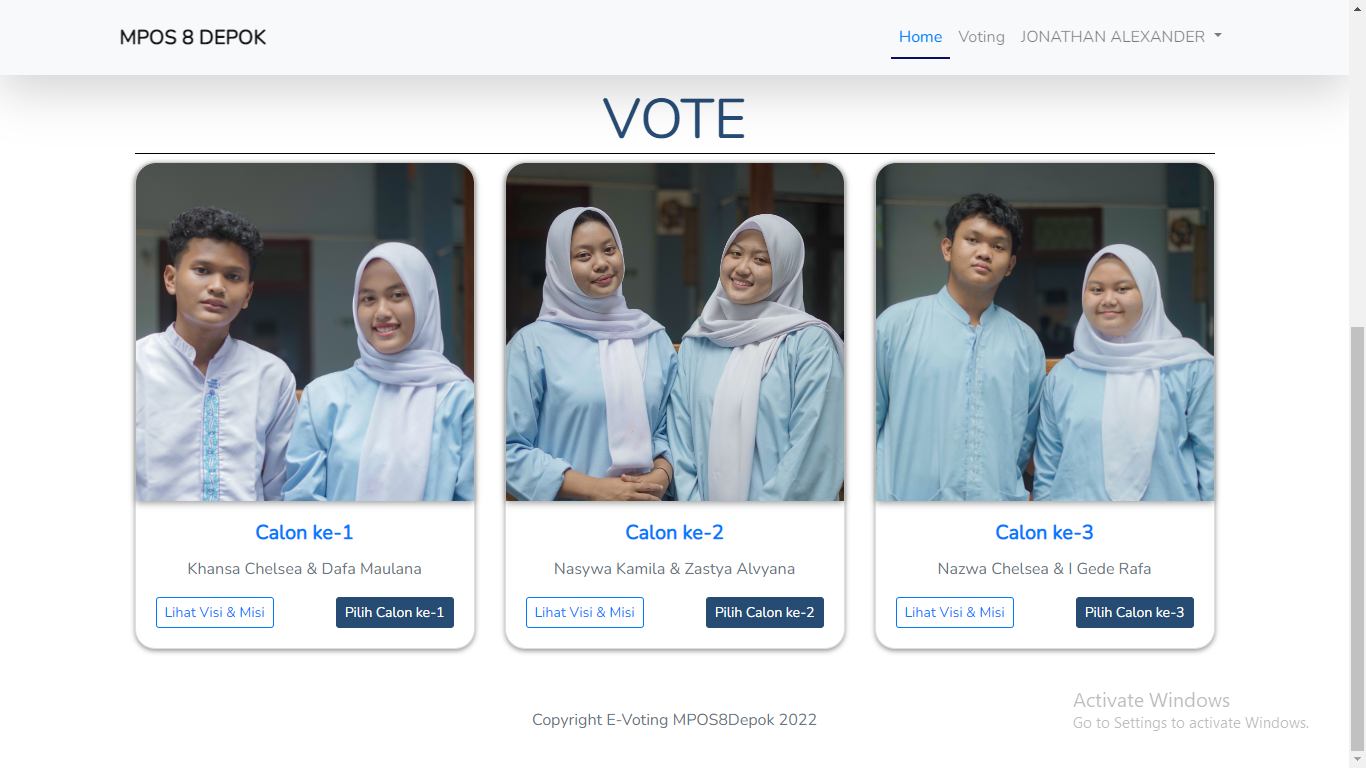 MPOS 8 DEPOK
Home Voting JONATHAN ALEXANDER
VOTE
Calon ke-1
Khansa Chelsea & Dafa Maulana
Lihat Visi & Misi Pilih Calon ke-1
Calon ke-2
Nasywa Kamila & Zastya Alvyana
Lihat Visi & Misi Pilih Calon ke-2
Calon ke-3
Nazwa Chelsea & I Gede Rafa
Lihat Visi & Misi Pilih Calon ke-3
Copyright E-Voting MPOS8Depok 2022
Activate Windows
Go to Settings to activate Windows.